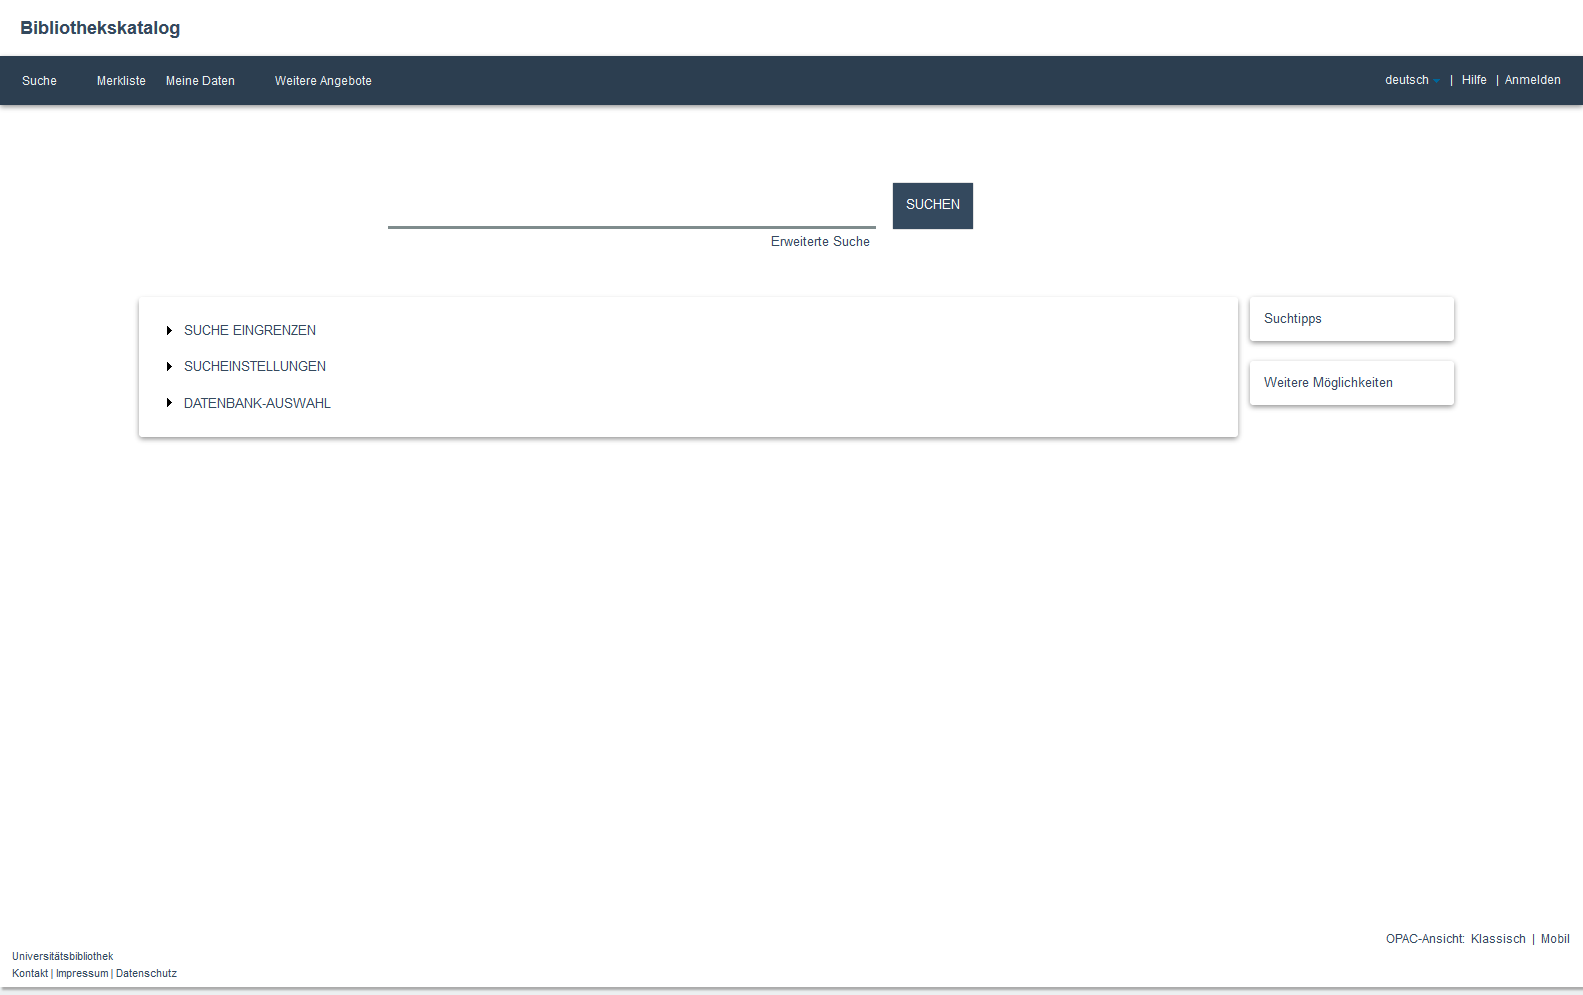 Bibliothekskatalog
Suche Merkliste Meine Daten Weitere Angebote deutsch | Hilfe | Anmelden
SUCHEN
Erweiterte Suche
SUCHE EINGRENZEN
SUCHEINSTELLUNGEN
DATENBANK-AUSWAHL
Suchtipps
Weitere Möglichkeiten
OPAC-Ansicht: Klassisch | Mobil
Universitätsbibliothek
Kontakt | Impressum | Datenschutz